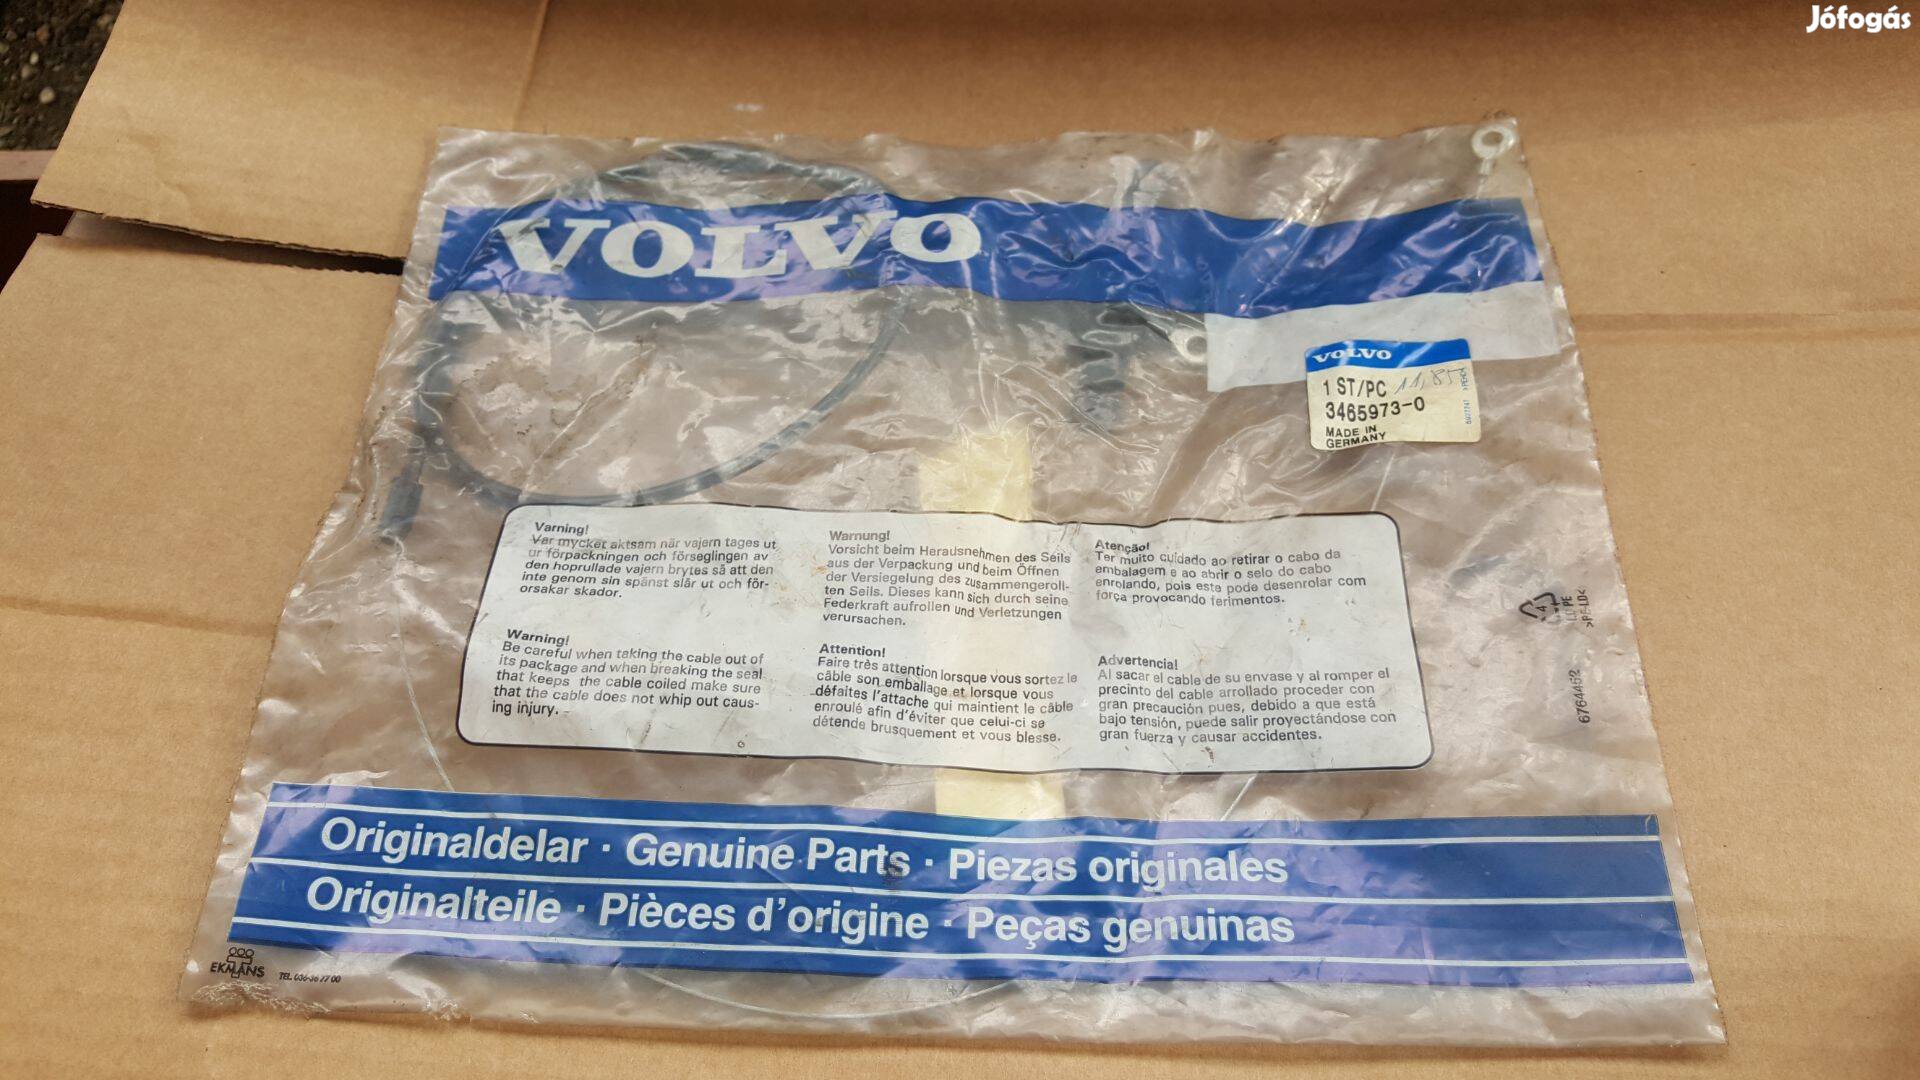 Jófogás
VOLVO
VOLVO
1 ST/PC 11,85
3465973-0
MADE IN
GERMANY
Varning!
Var mycket aktsam när vajern tages ut
ur förpackningen och förseglingen av
den hoprullade vajern brytes så att den
inte genom sin spänst slår ut och för-
orsakar skador.
Warnung!
Vorsicht beim Herausnehmen des Seils
aus der Verpackung und beim Öffnen
der Versiegelung des zusammengeroll-
ten Seils. Dieses kann sich durch seine
Federkraft aufrollen und Verletzungen
verursachen.
Atenção!
Ter muito cuidado ao retirar o cabo da
embalagem e ao abrir o selo do cabo
enrolando, pois este pode desenrolar com
força provocando ferimentos.
Warning!
Be careful when taking the cable out of
its package and when breaking the seal
that keeps the cable coiled make sure
that the cable does not whip out caus-
ing injury.
Attention!
Faire très attention lorsque vous sortez le
câble son emballage et lorsque vous
défaites l'attache qui maintient le câble
enroulé afin d'éviter que celui-ci se
détende brusquement et vous blesse.
Advertencia!
Al sacar el cable de su envase y al romper el
precinto del cable arrollado proceder con
gran precaución pues, debido a que está
bajo tensión, puede salir proyectándose con
gran fuerza y causar accidentes.
4
>PE-LD<
6764462
Originaldelar · Genuine Parts · Piezas originales
Originalteile · Pièces d'origine · Peças genuinas
EKMANS TEL. 036-36 77 00